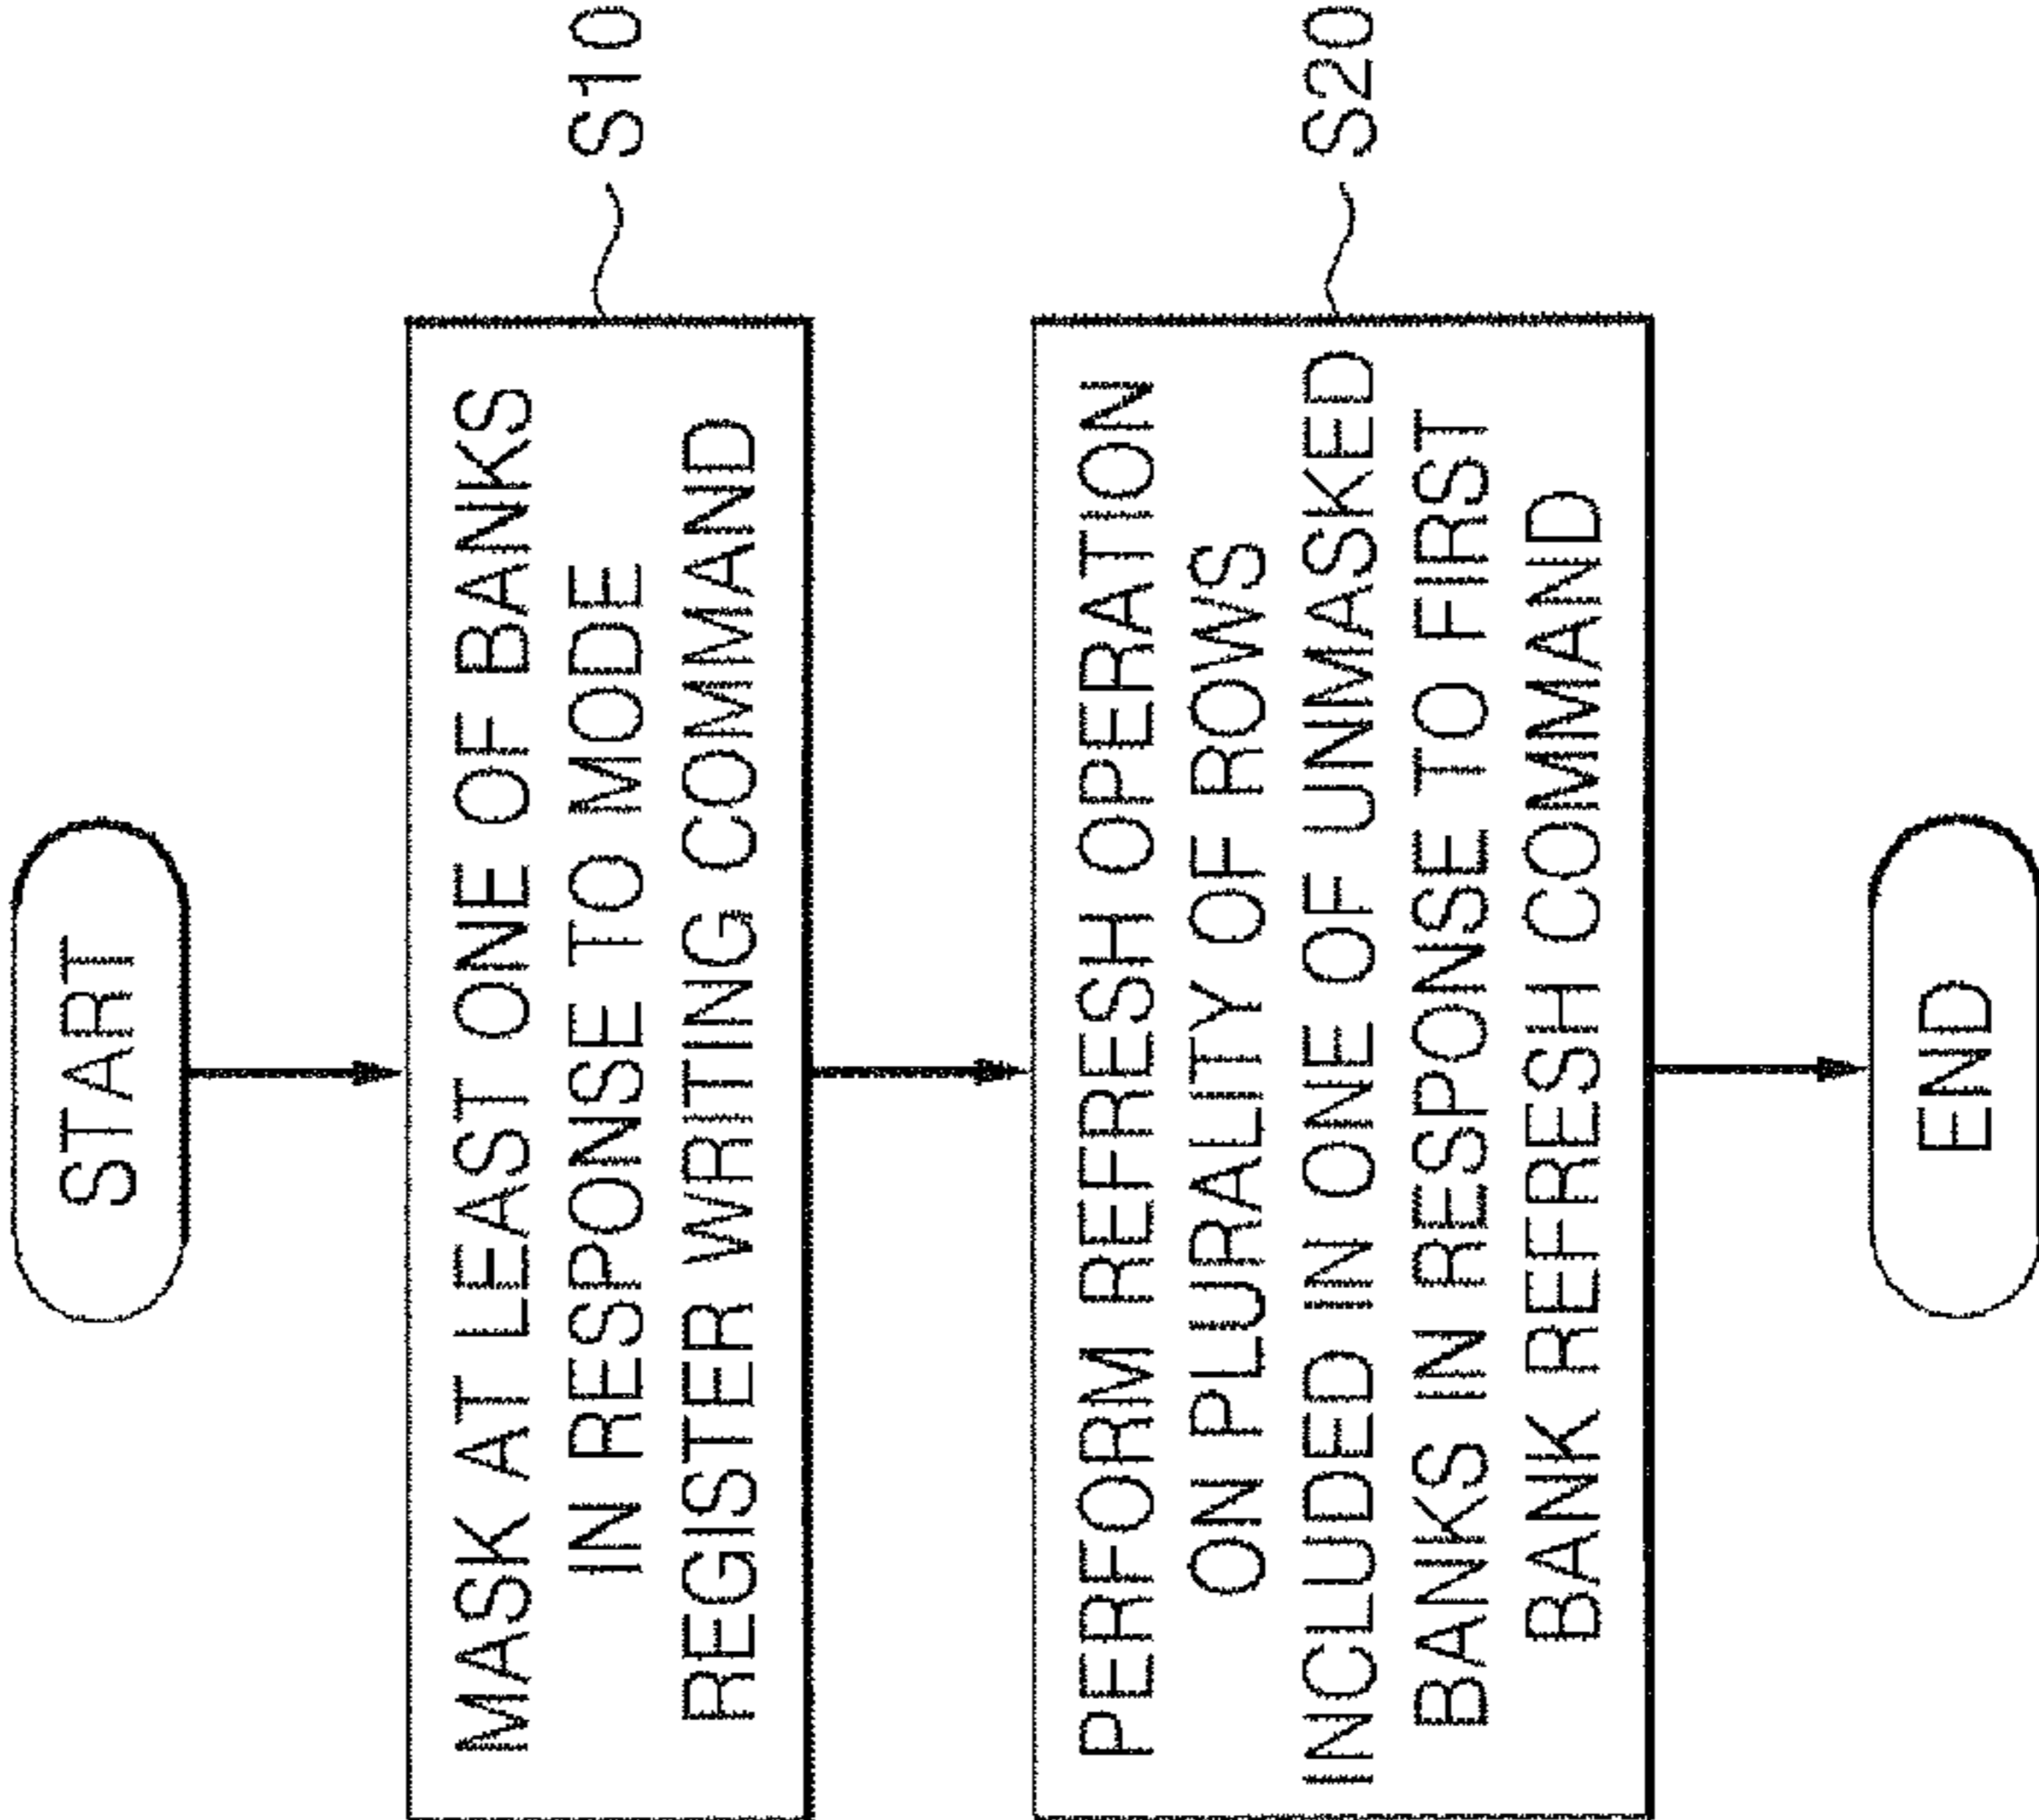 START
MASK AT LEAST ONE OF BANKS
IN RESPONSE TO MODE
REGISTER WRITING COMMAND
S10
PERFORM REFRESH OPERATION
ON PLURALITY OF ROWS
INCLUDED IN ONE OF UNMASKED
BANKS IN RESPONSE TO FIRST
BANK REFRESH COMMAND
S20
END